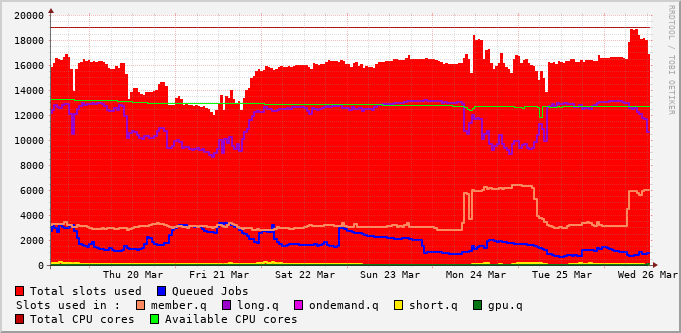 20000
18000
16000
14000
12000
10000
8000
6000
4000
2000
0
Thu 20 Mar Fri 21 Mar Sat 22 Mar Sun 23 Mar Mon 24 Mar Tue 25 Mar Wed 26 Mar
RRDTOOL / TOBI OETIKER
Total slots used Queued Jobs
Slots used in : member.q long.q ondemand.q short.q gpu.q
Total CPU cores Available CPU cores